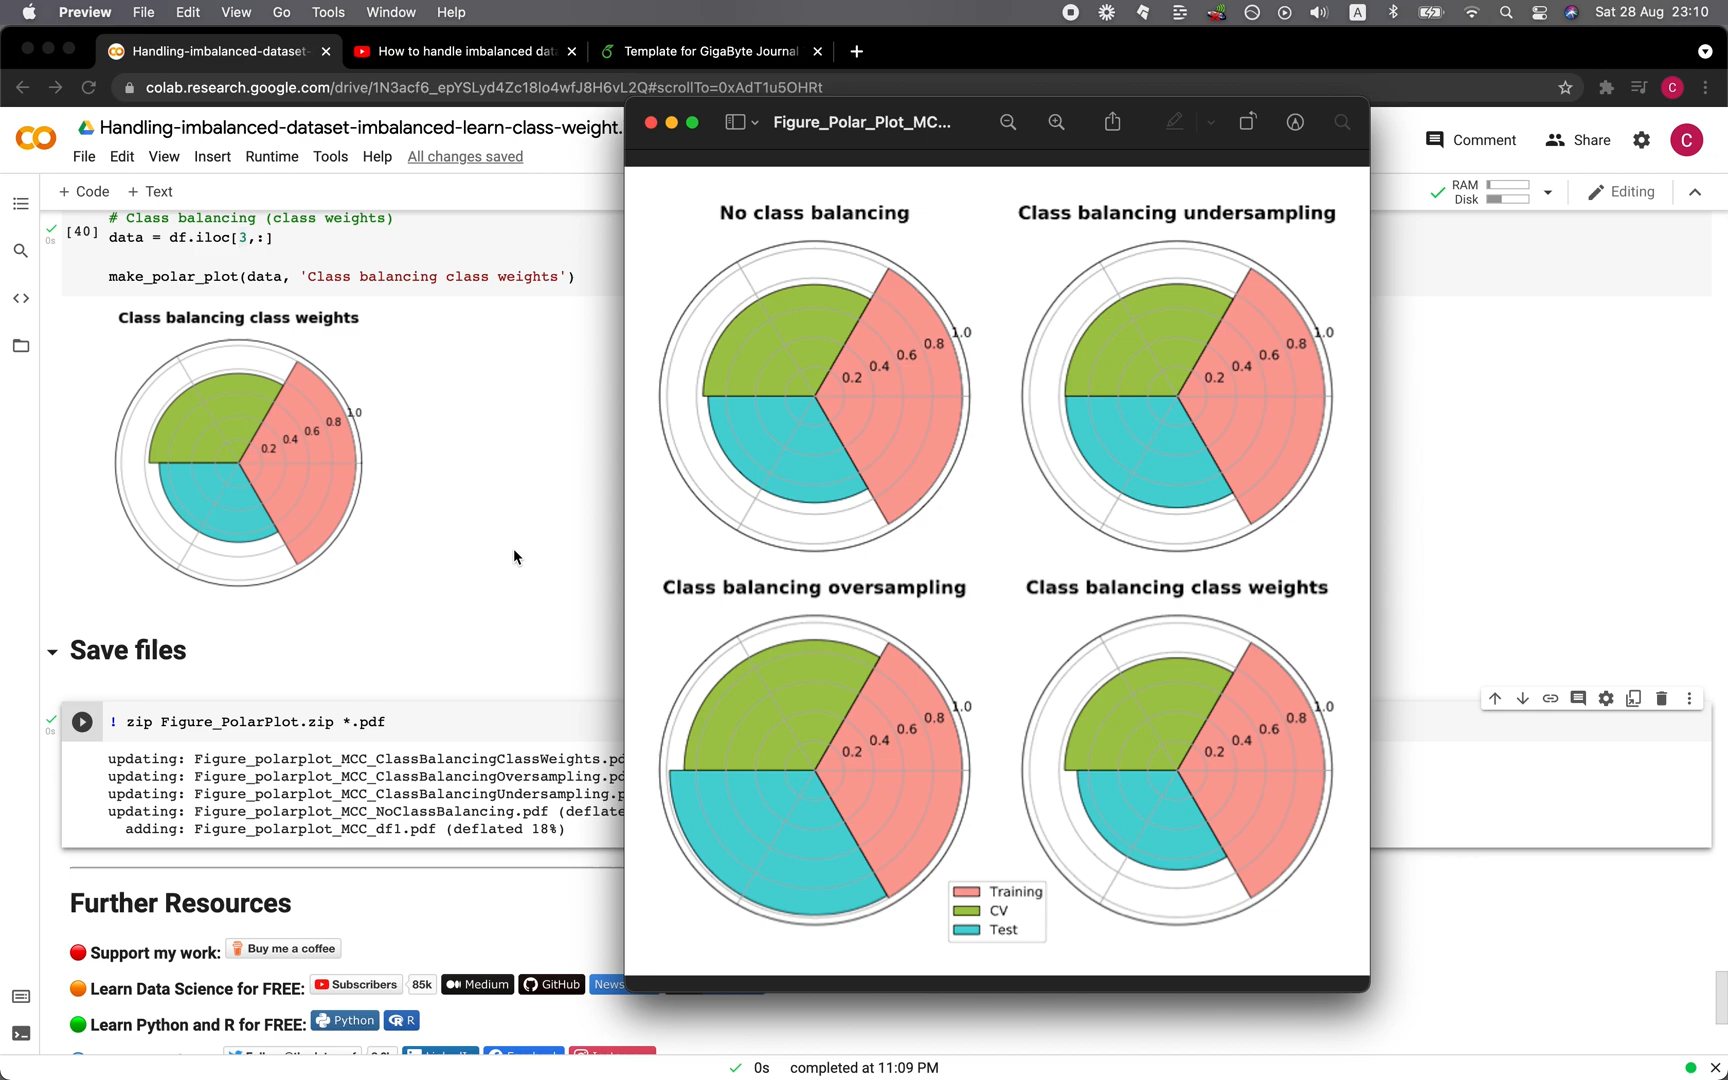 Preview File Edit View Go Tools Window Help
A
Sat 28 Aug 23:10
Handling-imbalanced-dataset-
How to handle imbalanced dat
Template for GigaByte Journal
colab.research.google.com/drive/1N3acf6_epYSLyd4Zc18lo4wfJ8H6vL2Q#scrollTo=0xAdT1u5OHRt
C
Handling-imbalanced-dataset-imbalanced-learn-class-weight.
File Edit View Insert Runtime Tools Help All changes saved
Comment Share C
+ Code + Text
RAM
Disk
Editing
# Class balancing (class weights)
[40] data = df.iloc[3,:]
0s
make_polar_plot(data, 'Class balancing class weights')
Class balancing class weights
0.2 0.4 0.6 0.8 1.0
Save files
! zip Figure_PolarPlot.zip *.pdf
0s
updating: Figure_polarplot_MCC_ClassBalancingClassWeights.pd
updating: Figure_polarplot_MCC_ClassBalancingOversampling.pd
updating: Figure_polarplot_MCC_ClassBalancingUndersampling.p
updating: Figure_polarplot_MCC_NoClassBalancing.pdf (deflate
adding: Figure_polarplot_MCC_df1.pdf (deflated 18%)
Further Resources
Support my work: Buy me a coffee
Learn Data Science for FREE: Subscribers 85k Medium GitHub News
Learn Python and R for FREE: Python R
Figure_Polar_Plot_MC...
No class balancing
0.2 0.4 0.6 0.8 1.0
Class balancing undersampling
0.2 0.4 0.6 0.8 1.0
Class balancing oversampling
0.2 0.4 0.6 0.8 1.0
Class balancing class weights
0.2 0.4 0.6 0.8 1.0
Training
CV
Test
0s completed at 11:09 PM